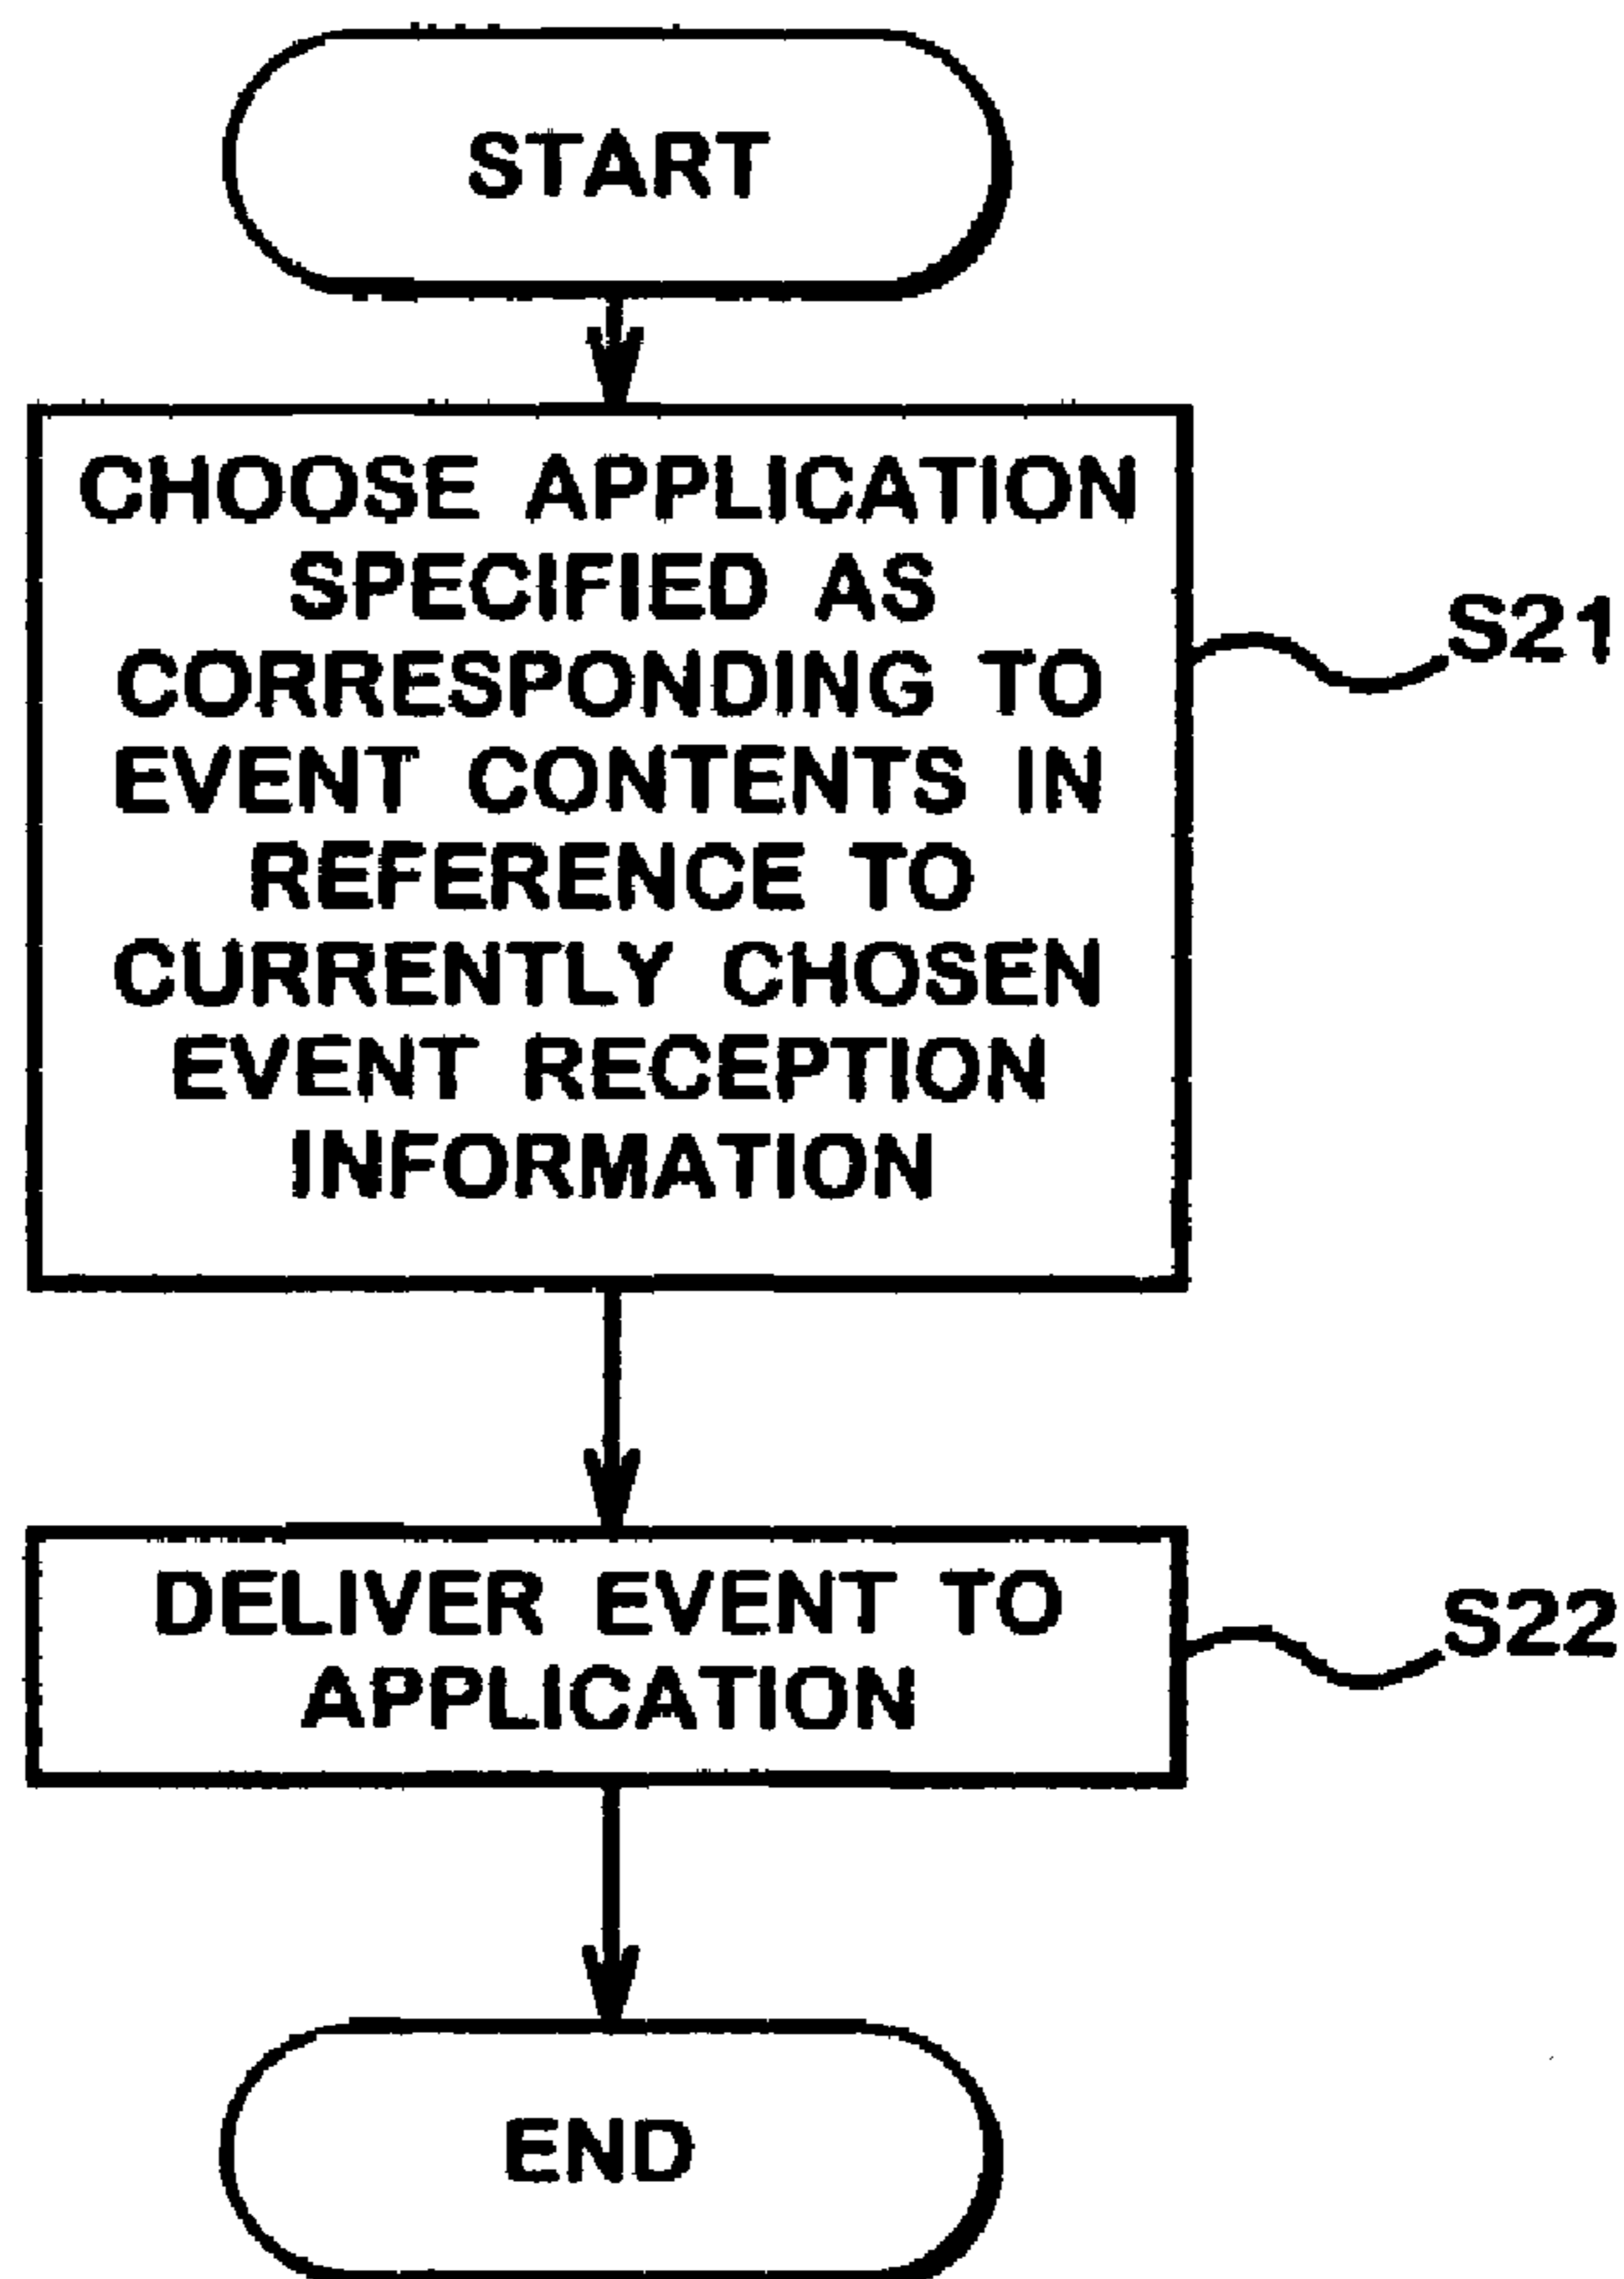 START
CHOOSE APPLICATION
SPECIFIED AS
CORRESPONDING TO
EVENT CONTENTS IN
REFERENCE TO
CURRENTLY CHOSEN
EVENT RECEPTION
INFORMATION
S21
DELIVER EVENT TO
APPLICATION
S22
END